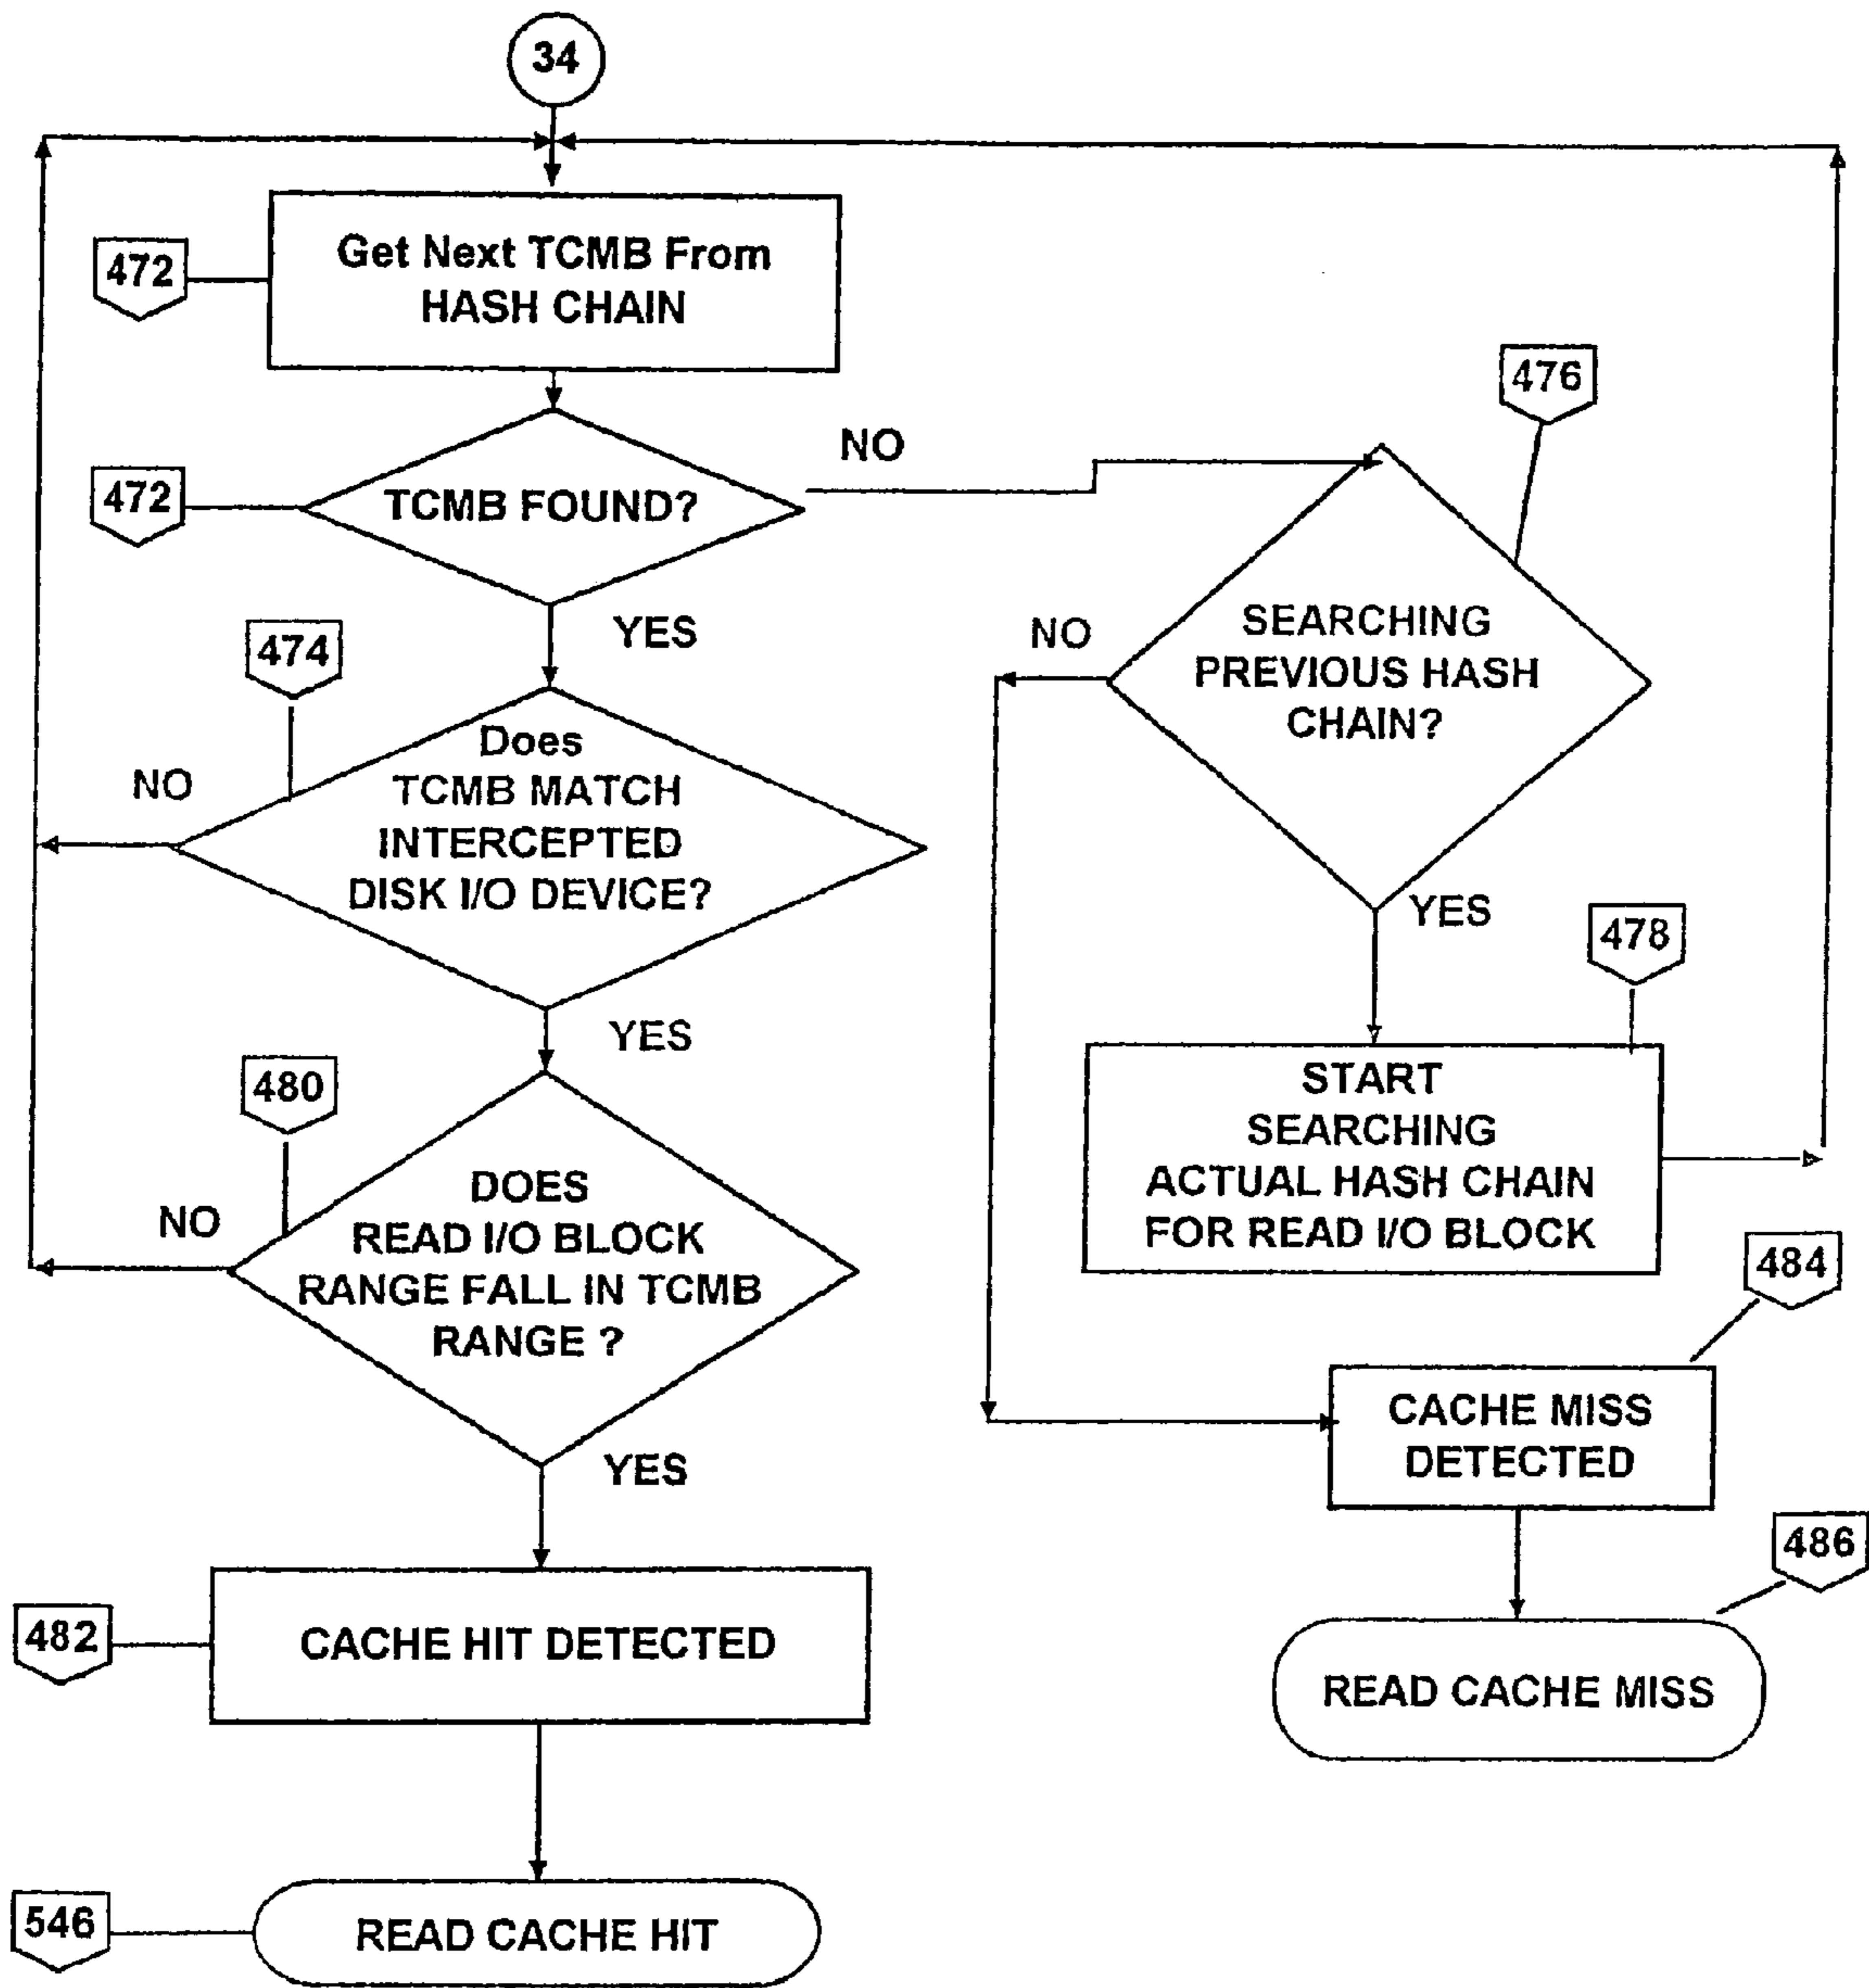 34
472
Get Next TCMB From
HASH CHAIN
472
TCMB FOUND?
NO
YES
474
Does
TCMB MATCH
INTERCEPTED
DISK I/O DEVICE?
NO
YES
480
DOES
READ I/O BLOCK
RANGE FALL IN TCMB
RANGE ?
NO
YES
482
CACHE HIT DETECTED
546
READ CACHE HIT
476
SEARCHING
PREVIOUS HASH
CHAIN?
NO
YES
478
START
SEARCHING
ACTUAL HASH CHAIN
FOR READ I/O BLOCK
484
CACHE MISS
DETECTED
486
READ CACHE MISS